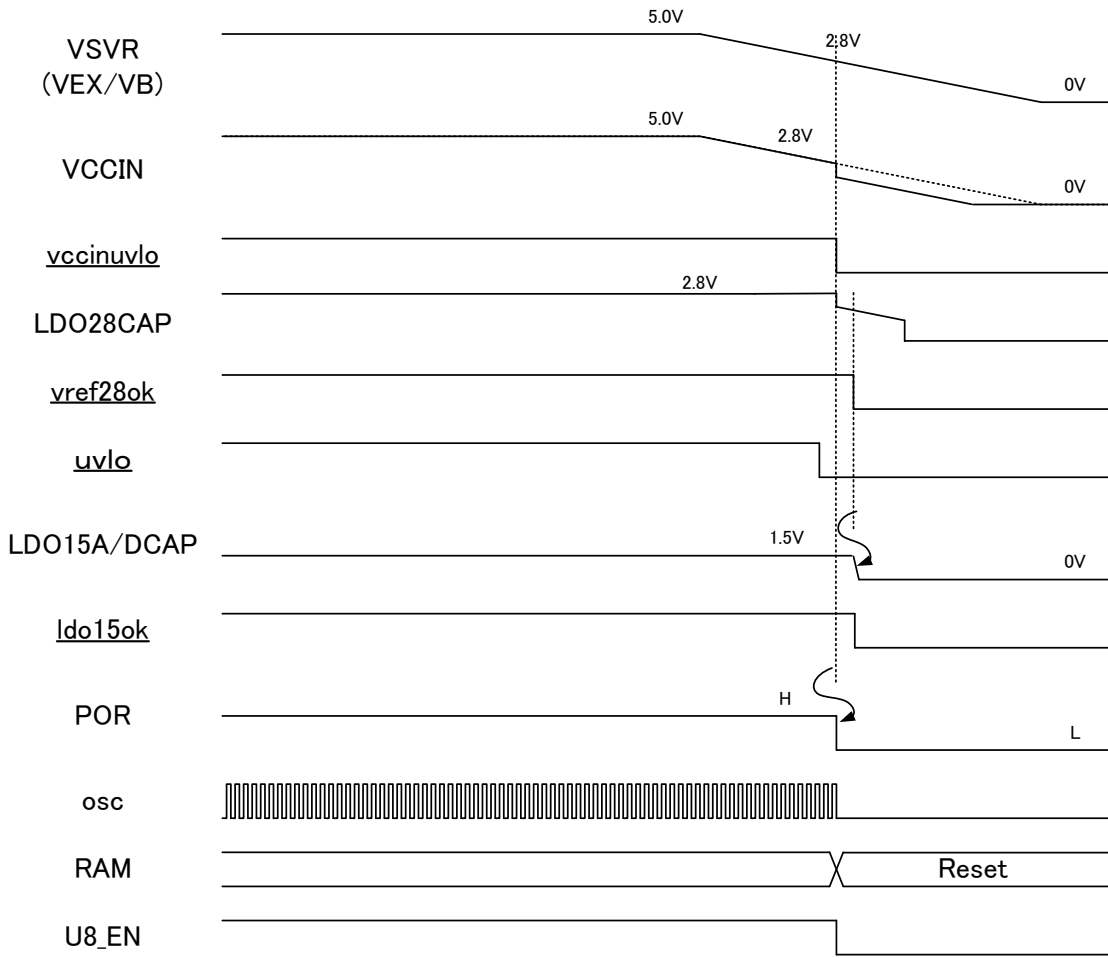 5.0V
VSVR
(VEX/VB)
2.8V
0V
5.0V
VCCIN
2.8V
0V
vccinuvlo
2.8V
LDO28CAP
vref28ok
uvlo
LDO15A/DCAP
1.5V
0V
ldo15ok
POR
H
L
osc
RAM
Reset
U8_EN